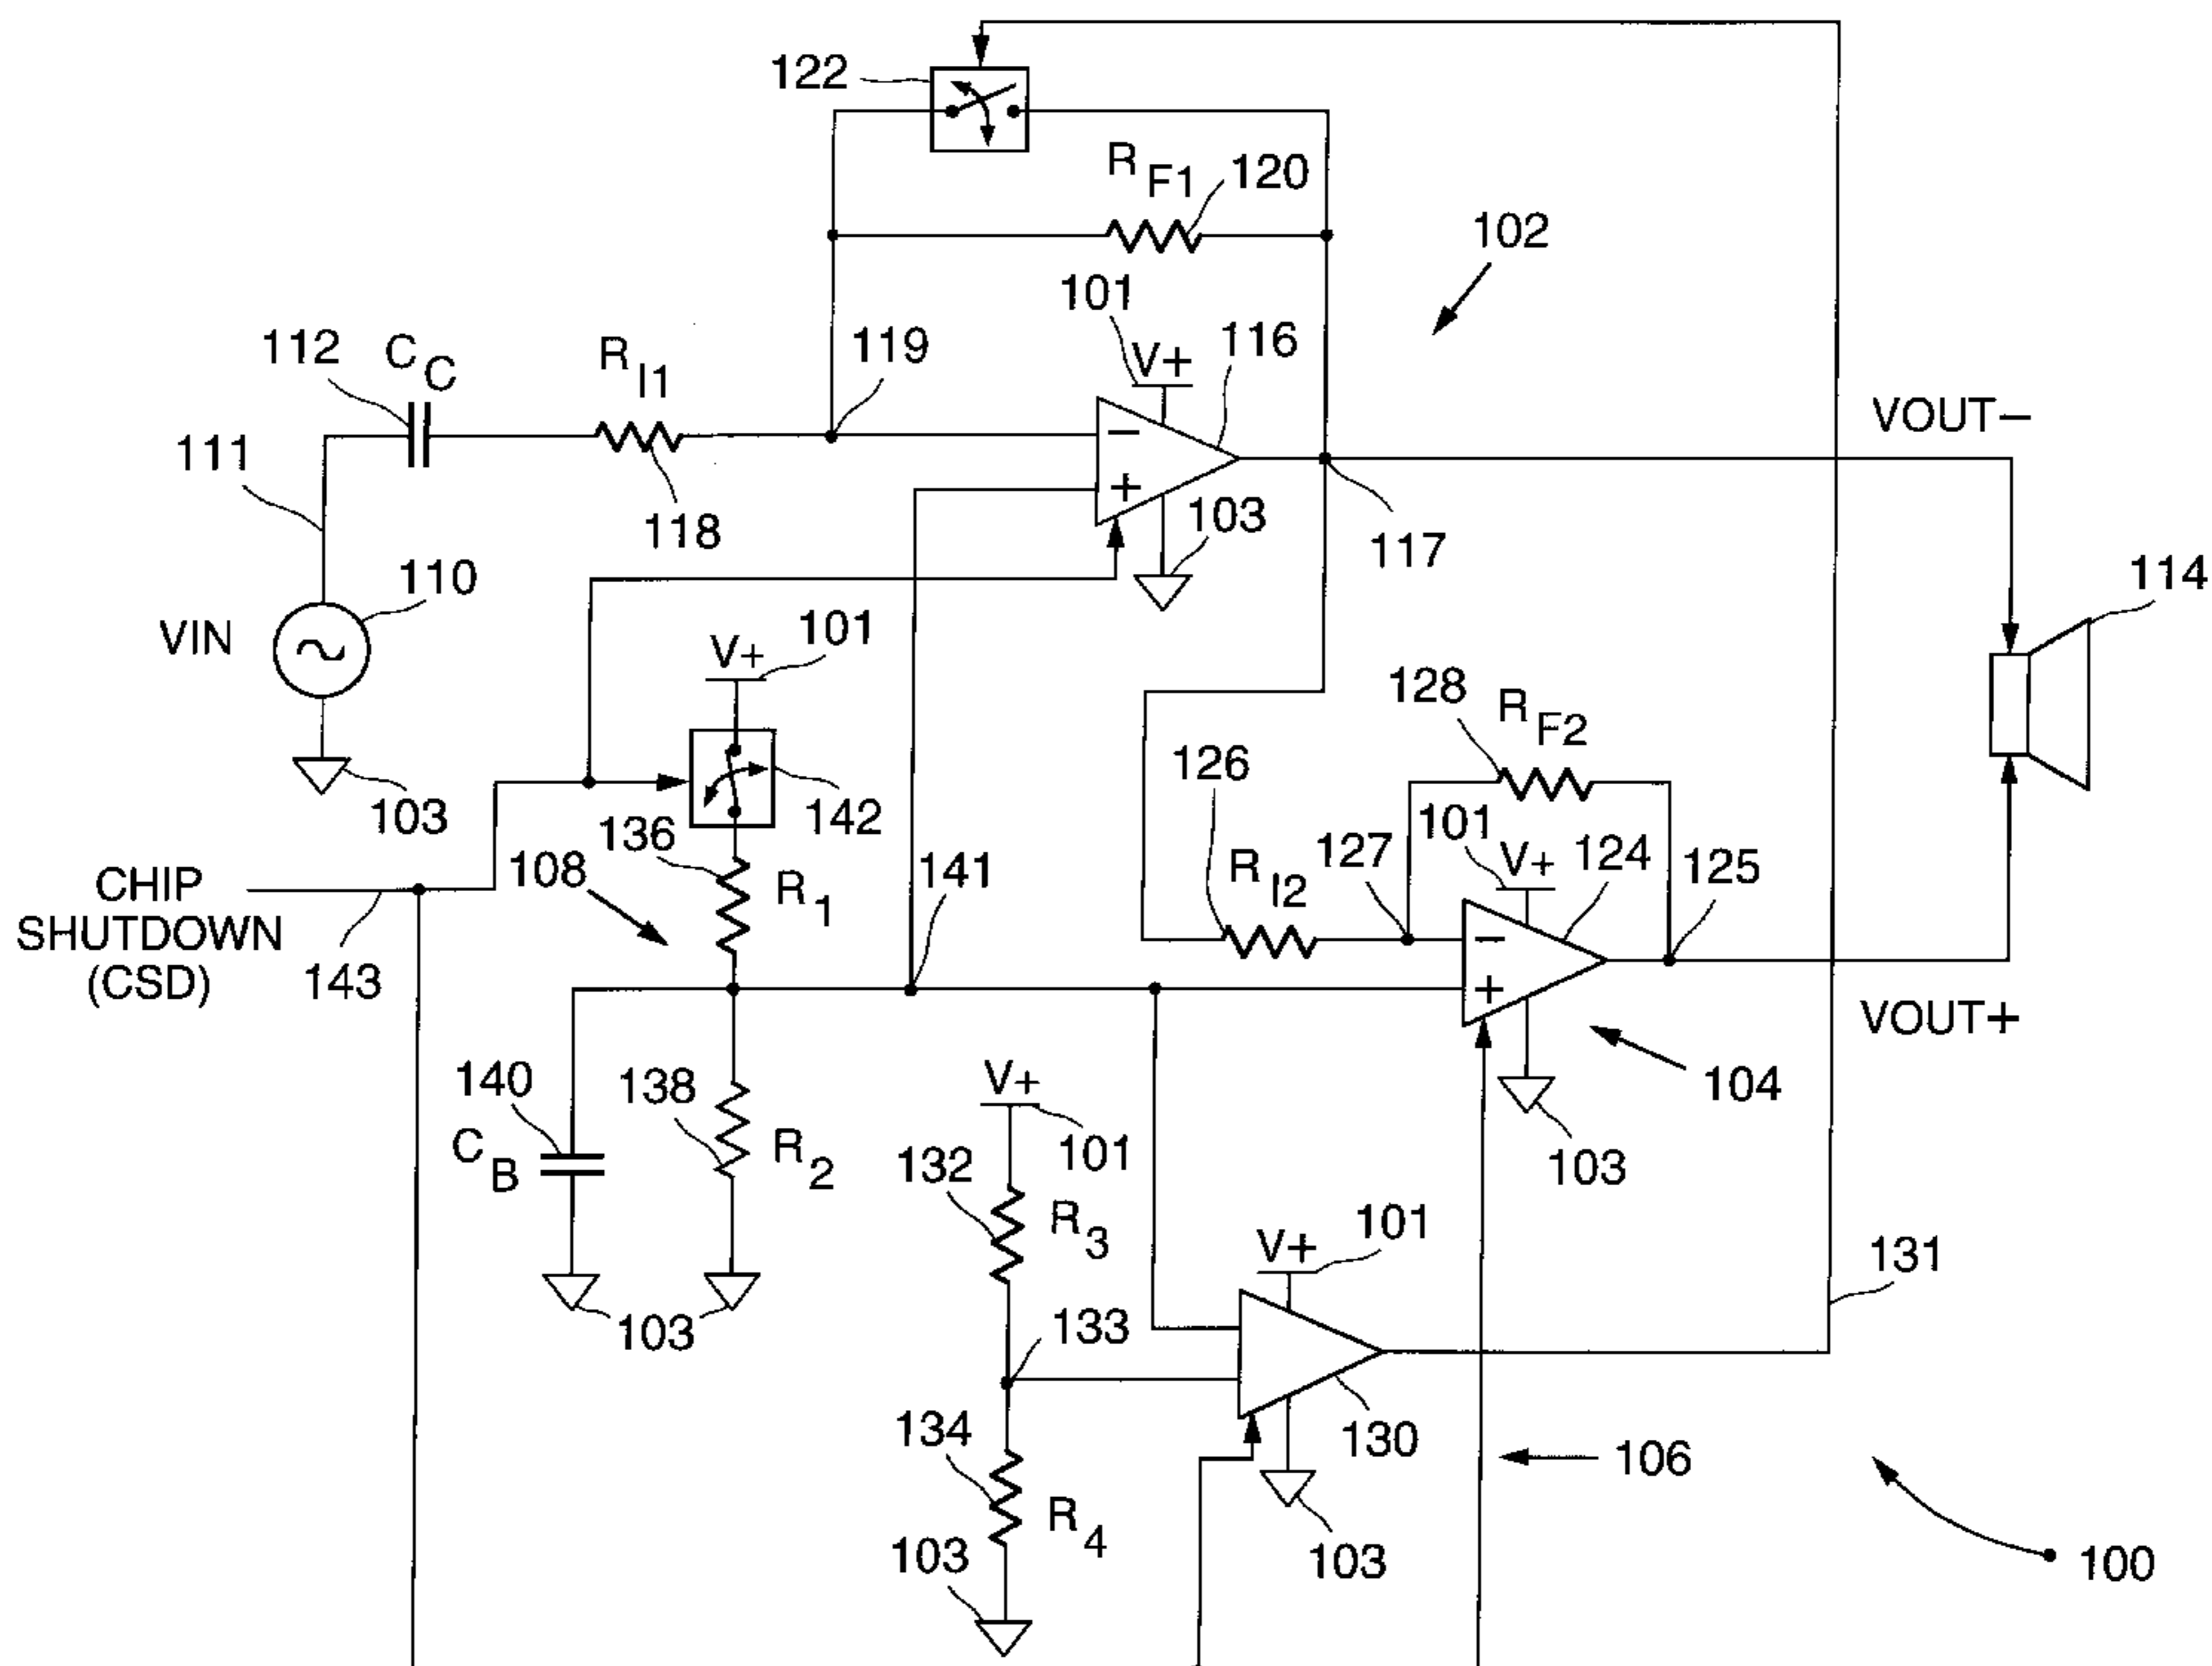 122
R F1 120
102
101
112 C C
R I1
119
V+
116
VOUT−
111
−
+
118
103
117
110
114
VIN
101
V+
128 R F2
126
103
142
136
101
CHIP
SHUTDOWN
(CSD)
143
108
R 1
141
R I2
127
V+
124
125
−
+
VOUT+
140
C B
138
R 2
V+
101
104
103
132
R 3
101
V+
131
103
133
134
R 4
130
106
103
103
100